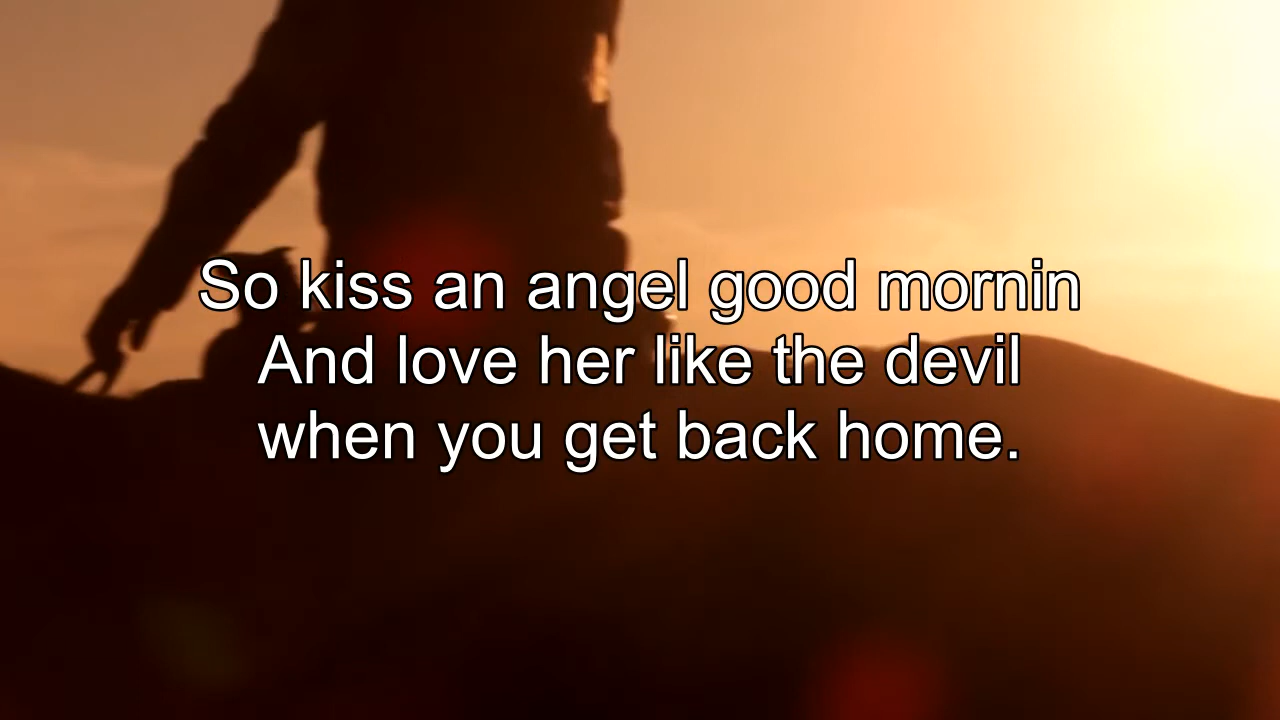 So kiss an angel good mornin
And love her like the devil
when you get back home.